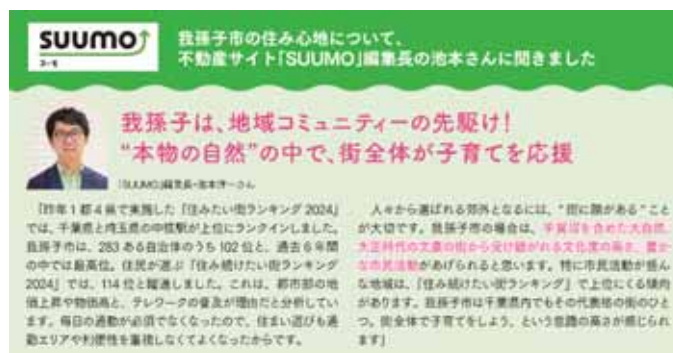 SUUMO
スーモ
我孫子市の住み心地について、
不動産サイト「SUUMO」編集長の池本さんに聞きました
我孫子は、地域コミュニティーの先駆け!
“本物の自然”の中で、街全体が子育てを応援
「SUUMO」編集長・池本洋一さん
「昨年1都4県で実施した「住みたい街ランキング2024」
では、千葉県と埼玉県の中核駅が上位にランクインしました。
我孫子市は、283ある自治体のうち102位と、過去6年間
の中では最高位。住民が選ぶ「住み続けたい街ランキング
2024」では、114位と躍進しました。これは、都市部の地
価上昇や物価高と、テレワークの普及が理由だと分析してい
ます。毎日の通勤が必須でなくなったので、住まい選びも通
勤エリアや利便性を重視しなくてよくなったからです。
人々から選ばれる郊外となるには、“街に顔がある”こと
が大切です。我孫子市の場合は、手賀沼を含めた大自然、
大正時代の文豪の街から受け継がれる文化度の高さ、豊か
な市民活動があげられると思います。特に市民活動が盛ん
な地域は、「住み続けたい街ランキング」で上位にくる傾向
があります。我孫子市は千葉県内でもその代表格の街のひと
つ。街全体で子育てをしよう、という意識の高さが感じられ
ます」